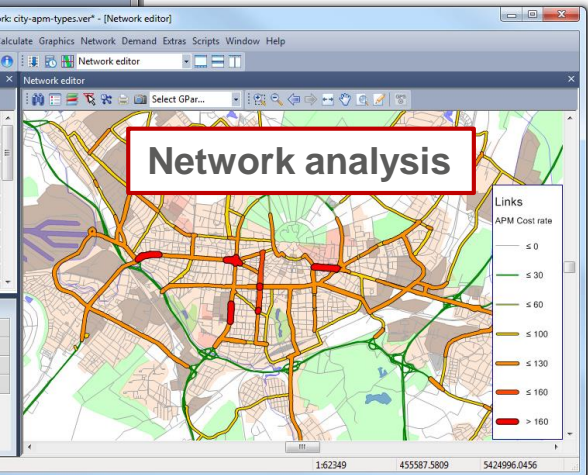 rk: city-apm-types.ver* - [Network editor]
Calculate Graphics Network Demand Extras Scripts Window Help
Network editor
Network editor
Select GPar...
Network analysis
Links
APM Cost rate
≤ 0
≤ 30
≤ 60
≤ 100
≤ 130
≤ 160
> 160
1:62349 455587.5809 5424996.0456